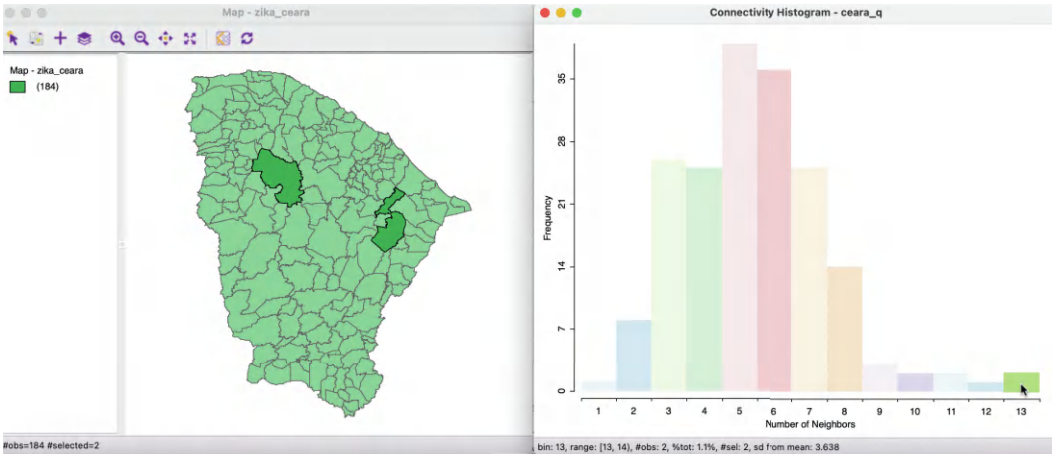 Map - zika_ceara
Map - zika_ceara
(184)
#obs=184 #selected=2
Connectivity Histogram - ceara_q
Frequency
35
28
21
14
7
0
1 2 3 4 5 6 7 8 9 10 11 12 13
Number of Neighbors
bin: 13, range: [13, 14), #obs: 2, %tot: 1.1%, #sel: 2, sd from mean: 3.638